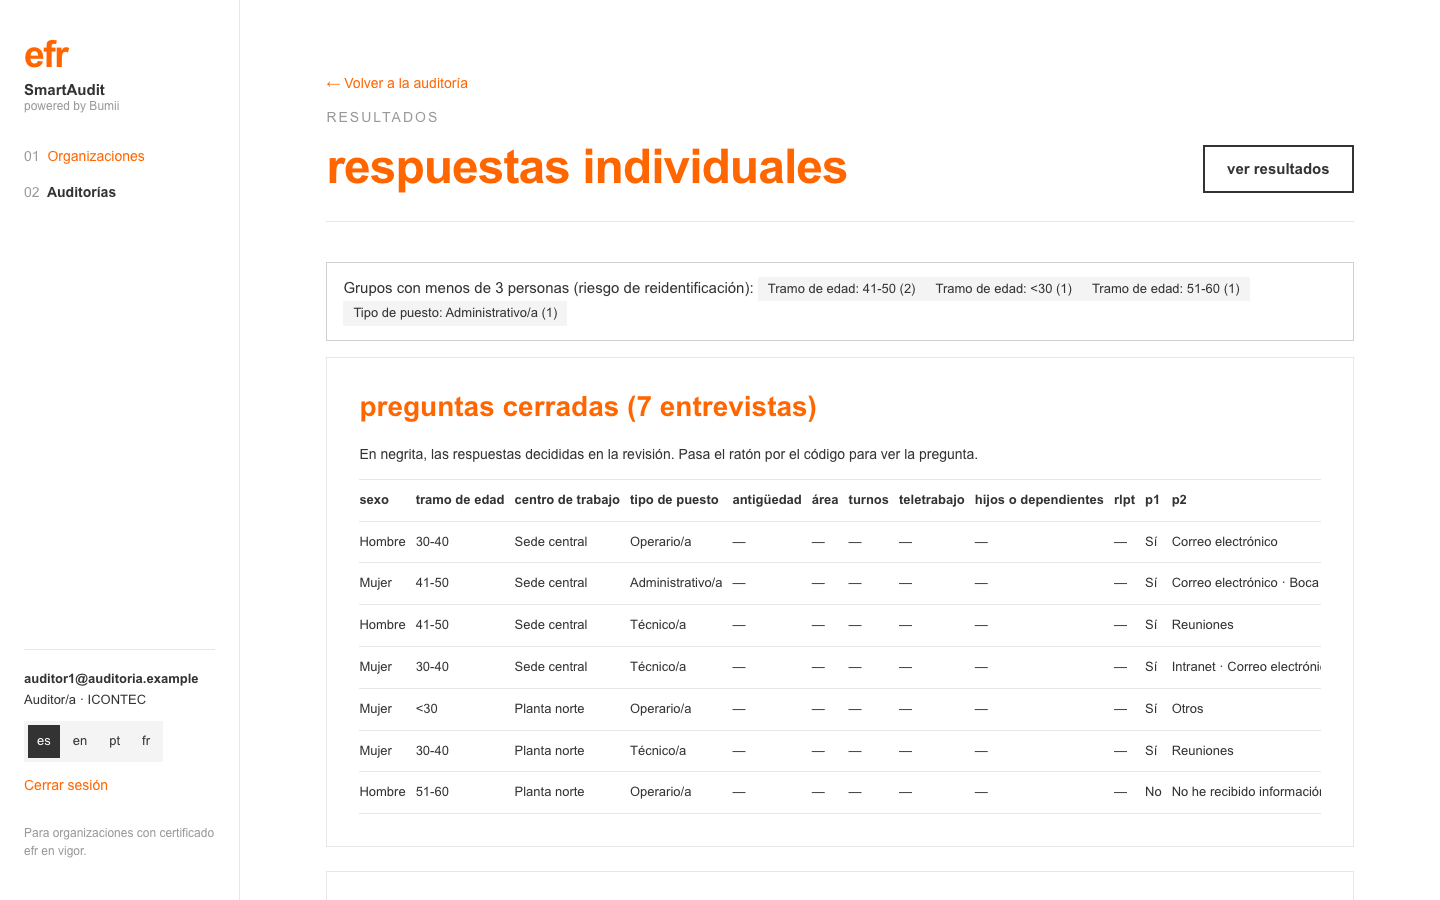 efr
SmartAudit
powered by Bumii
01 Organizaciones
02 Auditorías
auditor1@auditoria.example
Auditor/a · ICONTEC
es en pt fr
Cerrar sesión
Para organizaciones con certificado
efr en vigor.
← Volver a la auditoría
RESULTADOS
respuestas individuales
ver resultados
Grupos con menos de 3 personas (riesgo de reidentificación): Tramo de edad: 41-50 (2) Tramo de edad: <30 (1) Tramo de edad: 51-60 (1)
Tipo de puesto: Administrativo/a (1)
preguntas cerradas (7 entrevistas)
En negrita, las respuestas decididas en la revisión. Pasa el ratón por el código para ver la pregunta.
sexo tramo de edad centro de trabajo tipo de puesto antigüedad área turnos teletrabajo hijos o dependientes rlpt p1 p2
Hombre 30-40 Sede central Operario/a — — — — — — Sí Correo electrónico
Mujer 41-50 Sede central Administrativo/a — — — — — — Sí Correo electrónico · Boca
Hombre 41-50 Sede central Técnico/a — — — — — — Sí Reuniones
Mujer 30-40 Sede central Técnico/a — — — — — — Sí Intranet · Correo electróni
Mujer <30 Planta norte Operario/a — — — — — — Sí Otros
Mujer 30-40 Planta norte Técnico/a — — — — — — Sí Reuniones
Hombre 51-60 Planta norte Operario/a — — — — — — No No he recibido información